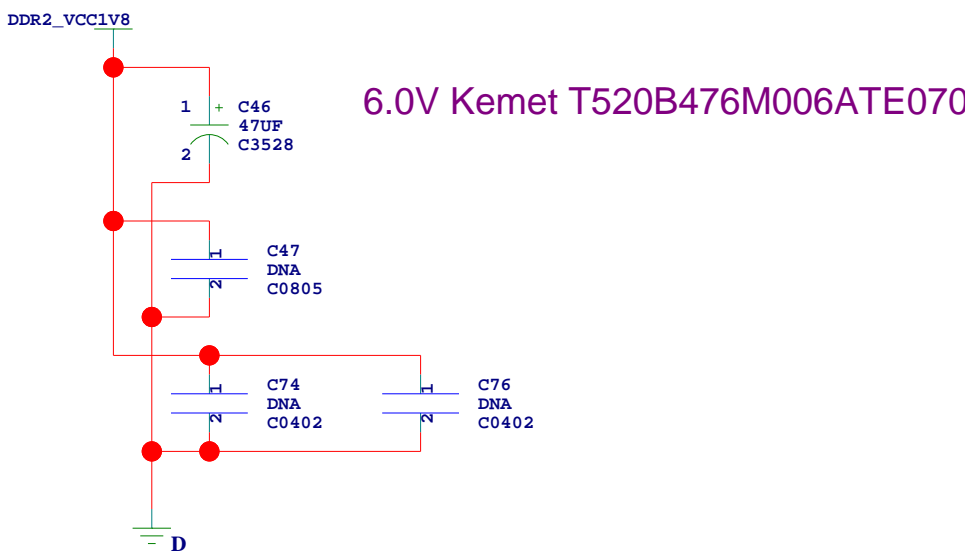 DDR2_VCC1V8
6.0V Kemet T520B476M006ATE070
1 + C46
47UF
2 C3528
1 C47
DNA
2 C0805
1 C74
DNA
2 C0402
1 C76
DNA
2 C0402
D